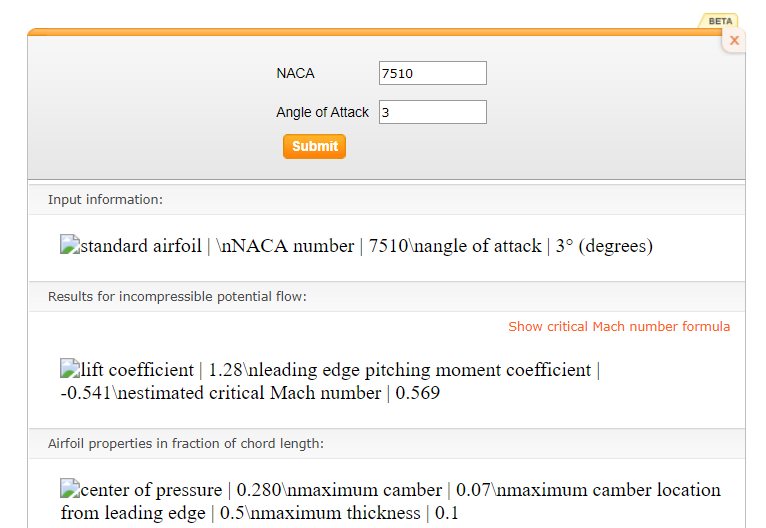 BETA
x
NACA 7510
Angle of Attack 3
Submit
Input information:
standard airfoil | \nNACA number | 7510\nangle of attack | 3° (degrees)
Results for incompressible potential flow:
Show critical Mach number formula
lift coefficient | 1.28\nleading edge pitching moment coefficient |
-0.541\nestimated critical Mach number | 0.569
Airfoil properties in fraction of chord length:
center of pressure | 0.280\nmaximum camber | 0.07\nmaximum camber location
from leading edge | 0.5\nmaximum thickness | 0.1